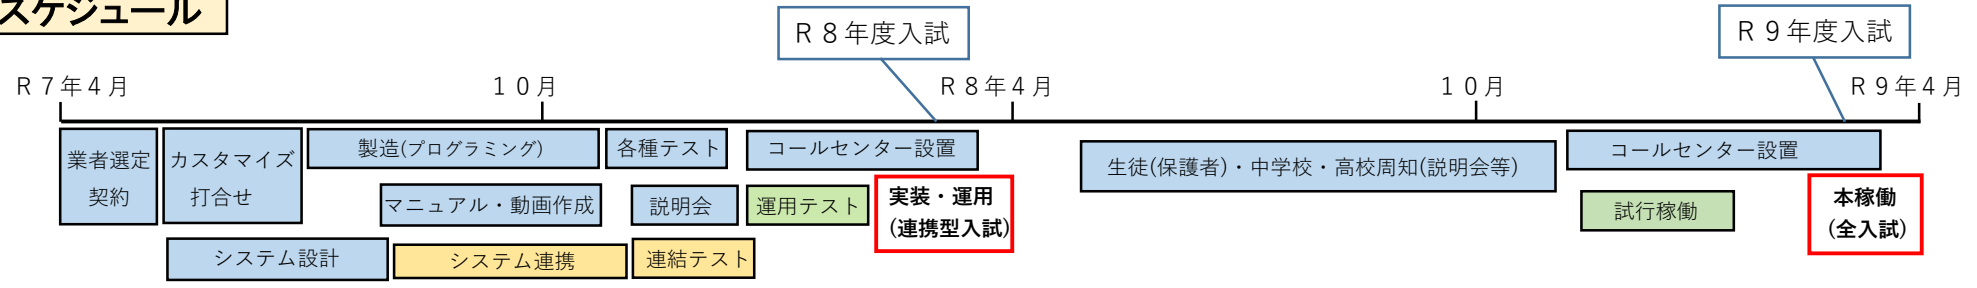 スケジュール
Ｒ８年度入試
Ｒ９年度入試
Ｒ７年４月
１０月
Ｒ８年４月
１０月
Ｒ９年４月
業者選定
契約
カスタマイズ
打合せ
製造(プログラミング)
各種テスト
コールセンター設置
生徒(保護者)・中学校・高校周知(説明会等)
コールセンター設置
マニュアル・動画作成
説明会
運用テスト
実装・運用
(連携型入試)
試行稼働
本稼働
(全入試)
システム設計
システム連携
連結テスト